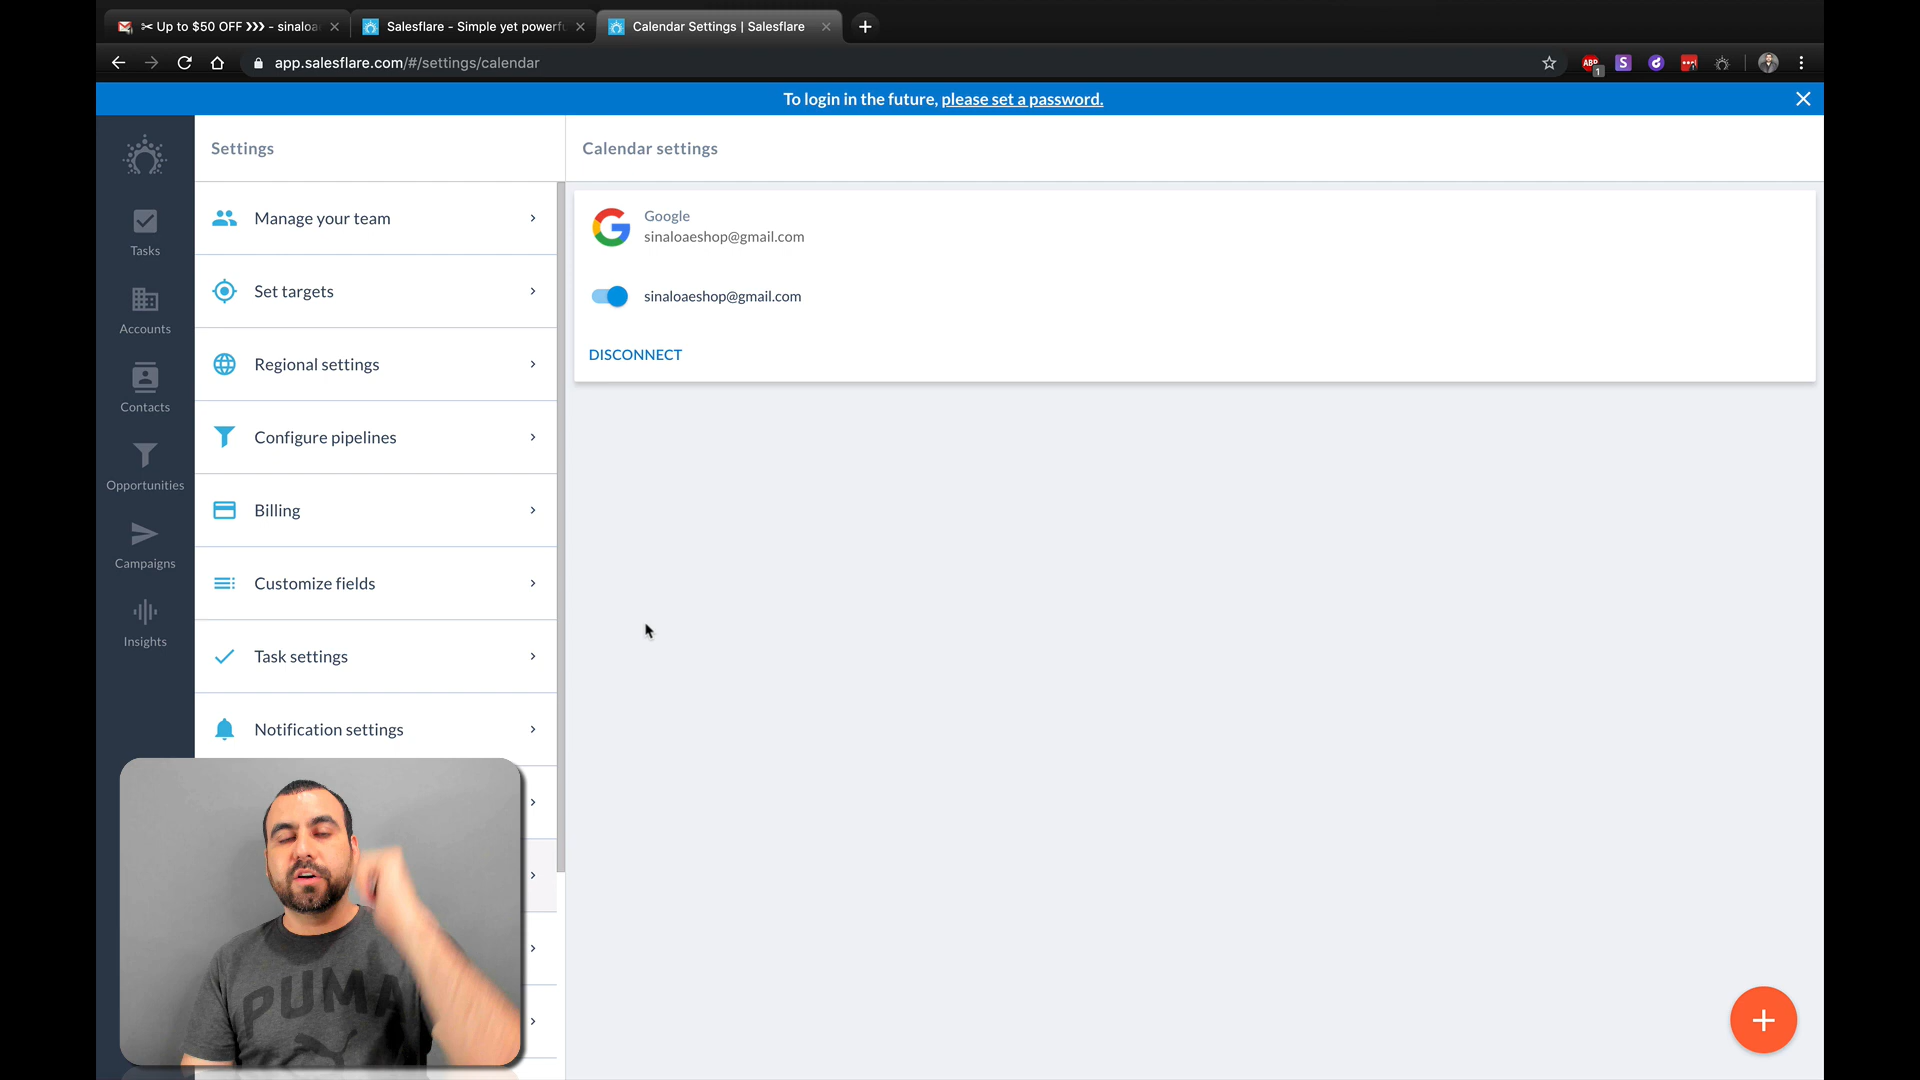 ✂ Up to $50 OFF ❯❯❯ - sinaloa
Salesflare - Simple yet powerfu
Calendar Settings | Salesflare
app.salesflare.com/#/settings/calendar
ABP
1
S
To login in the future, please set a password.
Settings
Calendar settings
Tasks
Accounts
Contacts
Opportunities
Campaigns
Insights
Manage your team
Set targets
Regional settings
Configure pipelines
Billing
Customize fields
Task settings
Notification settings
Google
sinaloaeshop@gmail.com
sinaloaeshop@gmail.com
DISCONNECT
PUMA